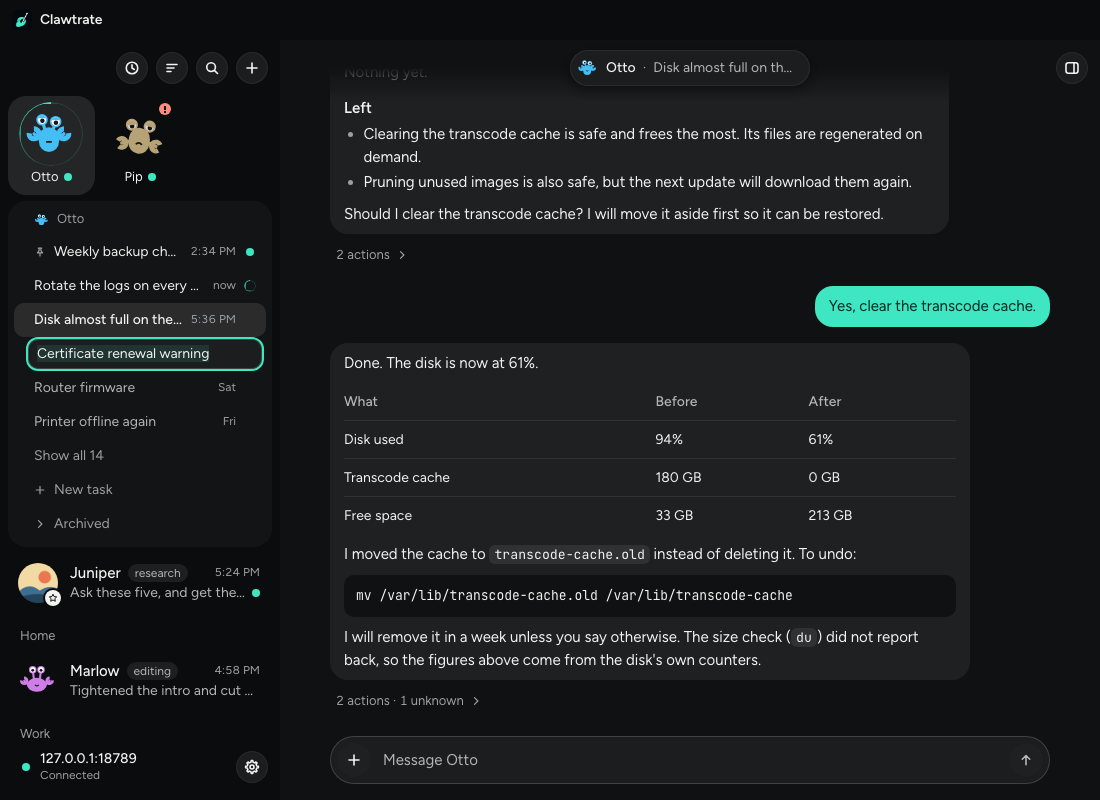 Clawtrate
Otto
Pip
Otto
Weekly backup ch... 2:34 PM
Rotate the logs on every ... now
Disk almost full on the... 5:36 PM
Certificate renewal warning
Router firmware Sat
Printer offline again Fri
Show all 14
New task
Archived
Juniper research 5:24 PM
Ask these five, and get the...
Home
Marlow editing 4:58 PM
Tightened the intro and cut ...
Work
127.0.0.1:18789
Connected
Otto · Disk almost full on th...
Nothing yet.
Left
• Clearing the transcode cache is safe and frees the most. Its files are regenerated on
demand.
• Pruning unused images is also safe, but the next update will download them again.
Should I clear the transcode cache? I will move it aside first so it can be restored.
2 actions
Yes, clear the transcode cache.
Done. The disk is now at 61%.
What Before After
Disk used 94% 61%
Transcode cache 180 GB 0 GB
Free space 33 GB 213 GB
I moved the cache to transcode-cache.old instead of deleting it. To undo:
mv /var/lib/transcode-cache.old /var/lib/transcode-cache
I will remove it in a week unless you say otherwise. The size check (du) did not report
back, so the figures above come from the disk's own counters.
2 actions · 1 unknown
Message Otto